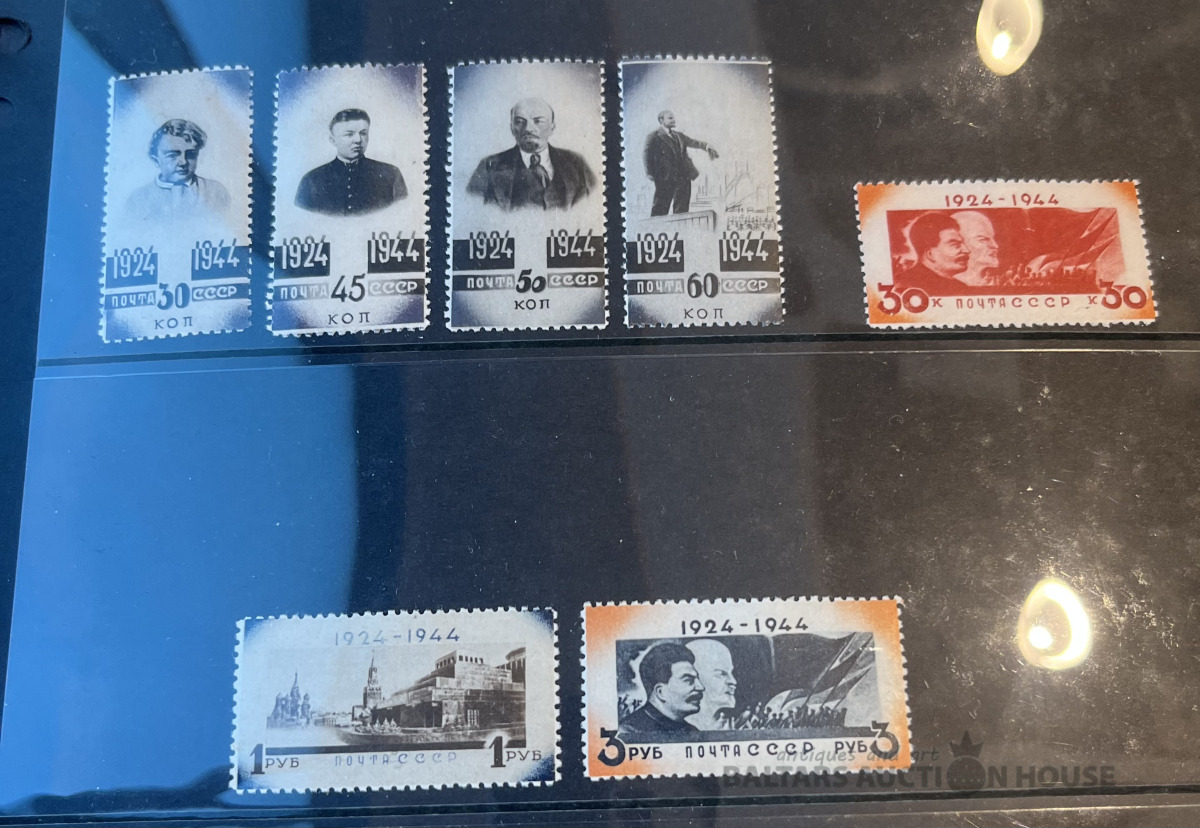 1924 1944
ПОЧТА 30 СССР
КОП
1924 1944
ПОЧТА 45 СССР
КОП
1924 1944
ПОЧТА 50 СССР
КОП
1924 1944
ПОЧТА 60 СССР
КОП
1924-1944
30 К ПОЧТА СССР К 30
1924-1944
1 РУБ ПОЧТА СССР 1 РУБ
1924-1944
3 РУБ ПОЧТА СССР РУБ 3
antiques and art
BALTARS AUCTION HOUSE